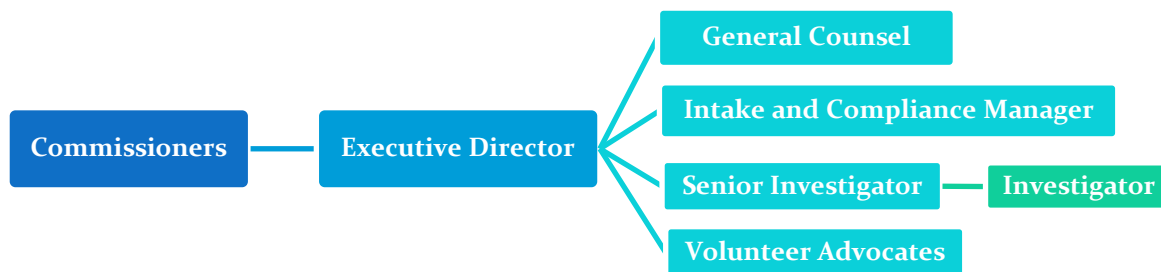 General Counsel
Intake and Compliance Manager
Commissioners
Executive Director
Senior Investigator
Investigator
Volunteer Advocates